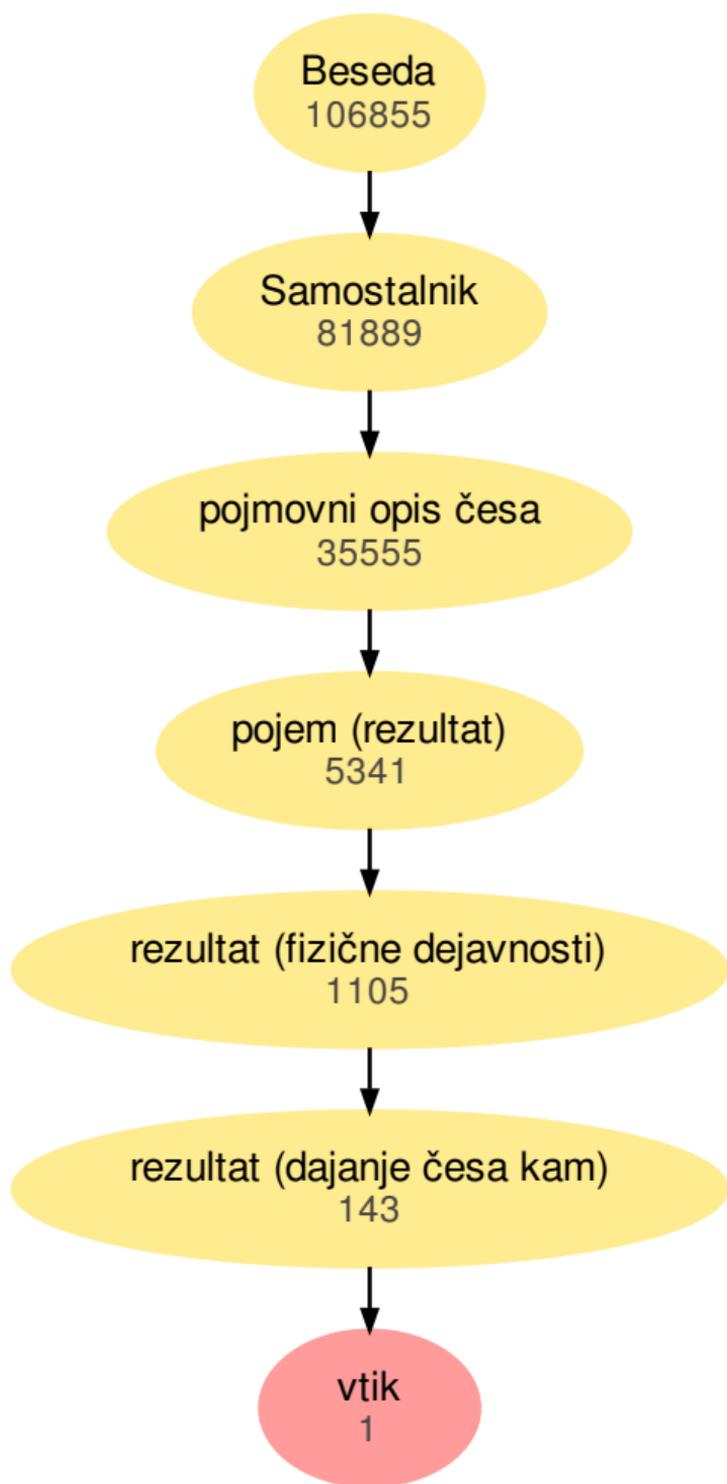 Beseda
106855
Samostalnik
81889
pojmovni opis česa
35555
pojem (rezultat)
5341
rezultat (fizične dejavnosti)
1105
rezultat (dajanje česa kam)
143
vtik
1